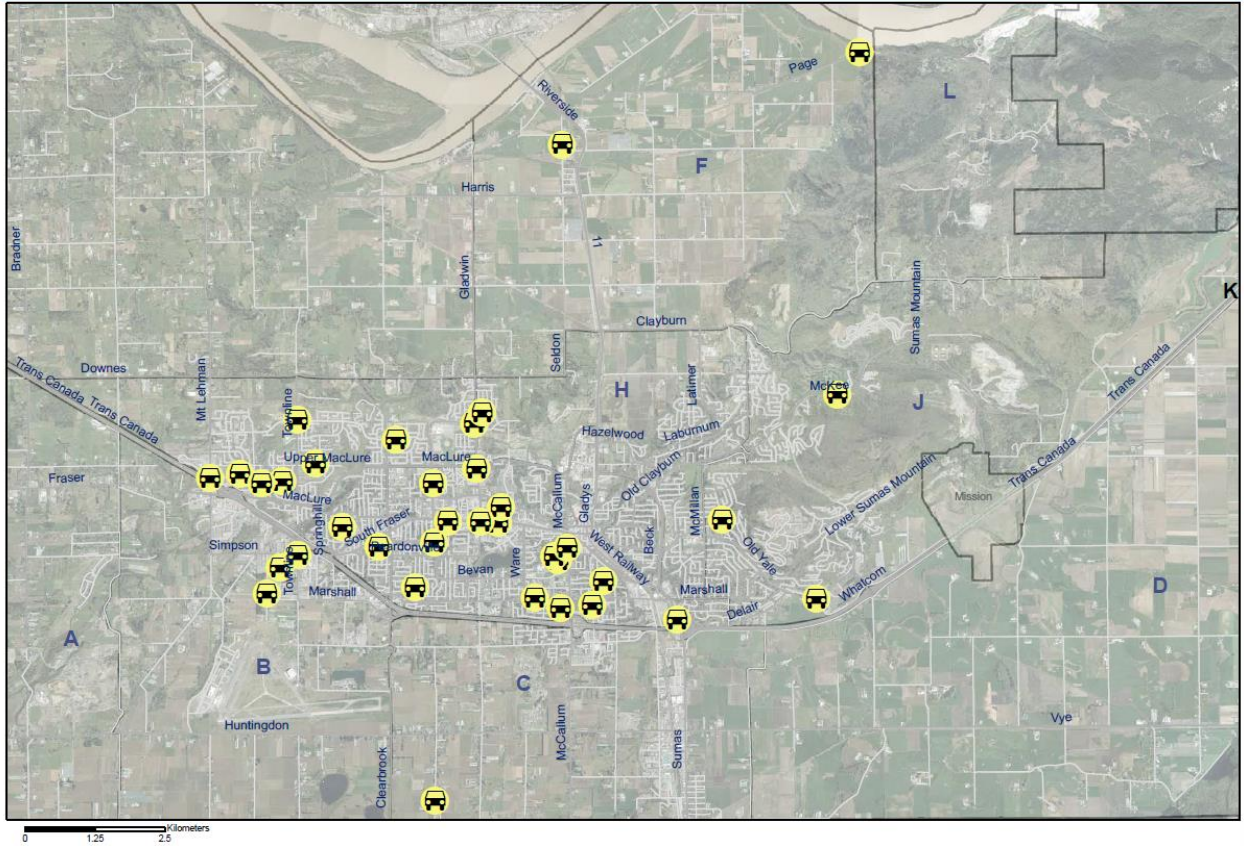 Page
L
Riverside
F
Harris
11
Bradner
Gladwin
Sumas Mountain
K
Clayburn
Seldon
Downes
Trans Canada Trans Canada
Mt Lehman
Townline
H
Latimer
McKee
J
Trans Canada
Hazelwood
Laburnum
Upper MacLure
MacLure
Fraser
MacLure
Old Clayburn
McCallum
Gladys
McMillan
Lower Sumas Mountain
Trans Canada
Mission
Springhill
South Fraser
Simpson
Beck
Old Yale
West Railway
Bevan
Ware
Marshall
Marshall
Delair
Whatcom
D
A
B
C
Huntingdon
Clearbrook
McCallum
Sumas
Vye
Kilometers
0 1.25 2.5